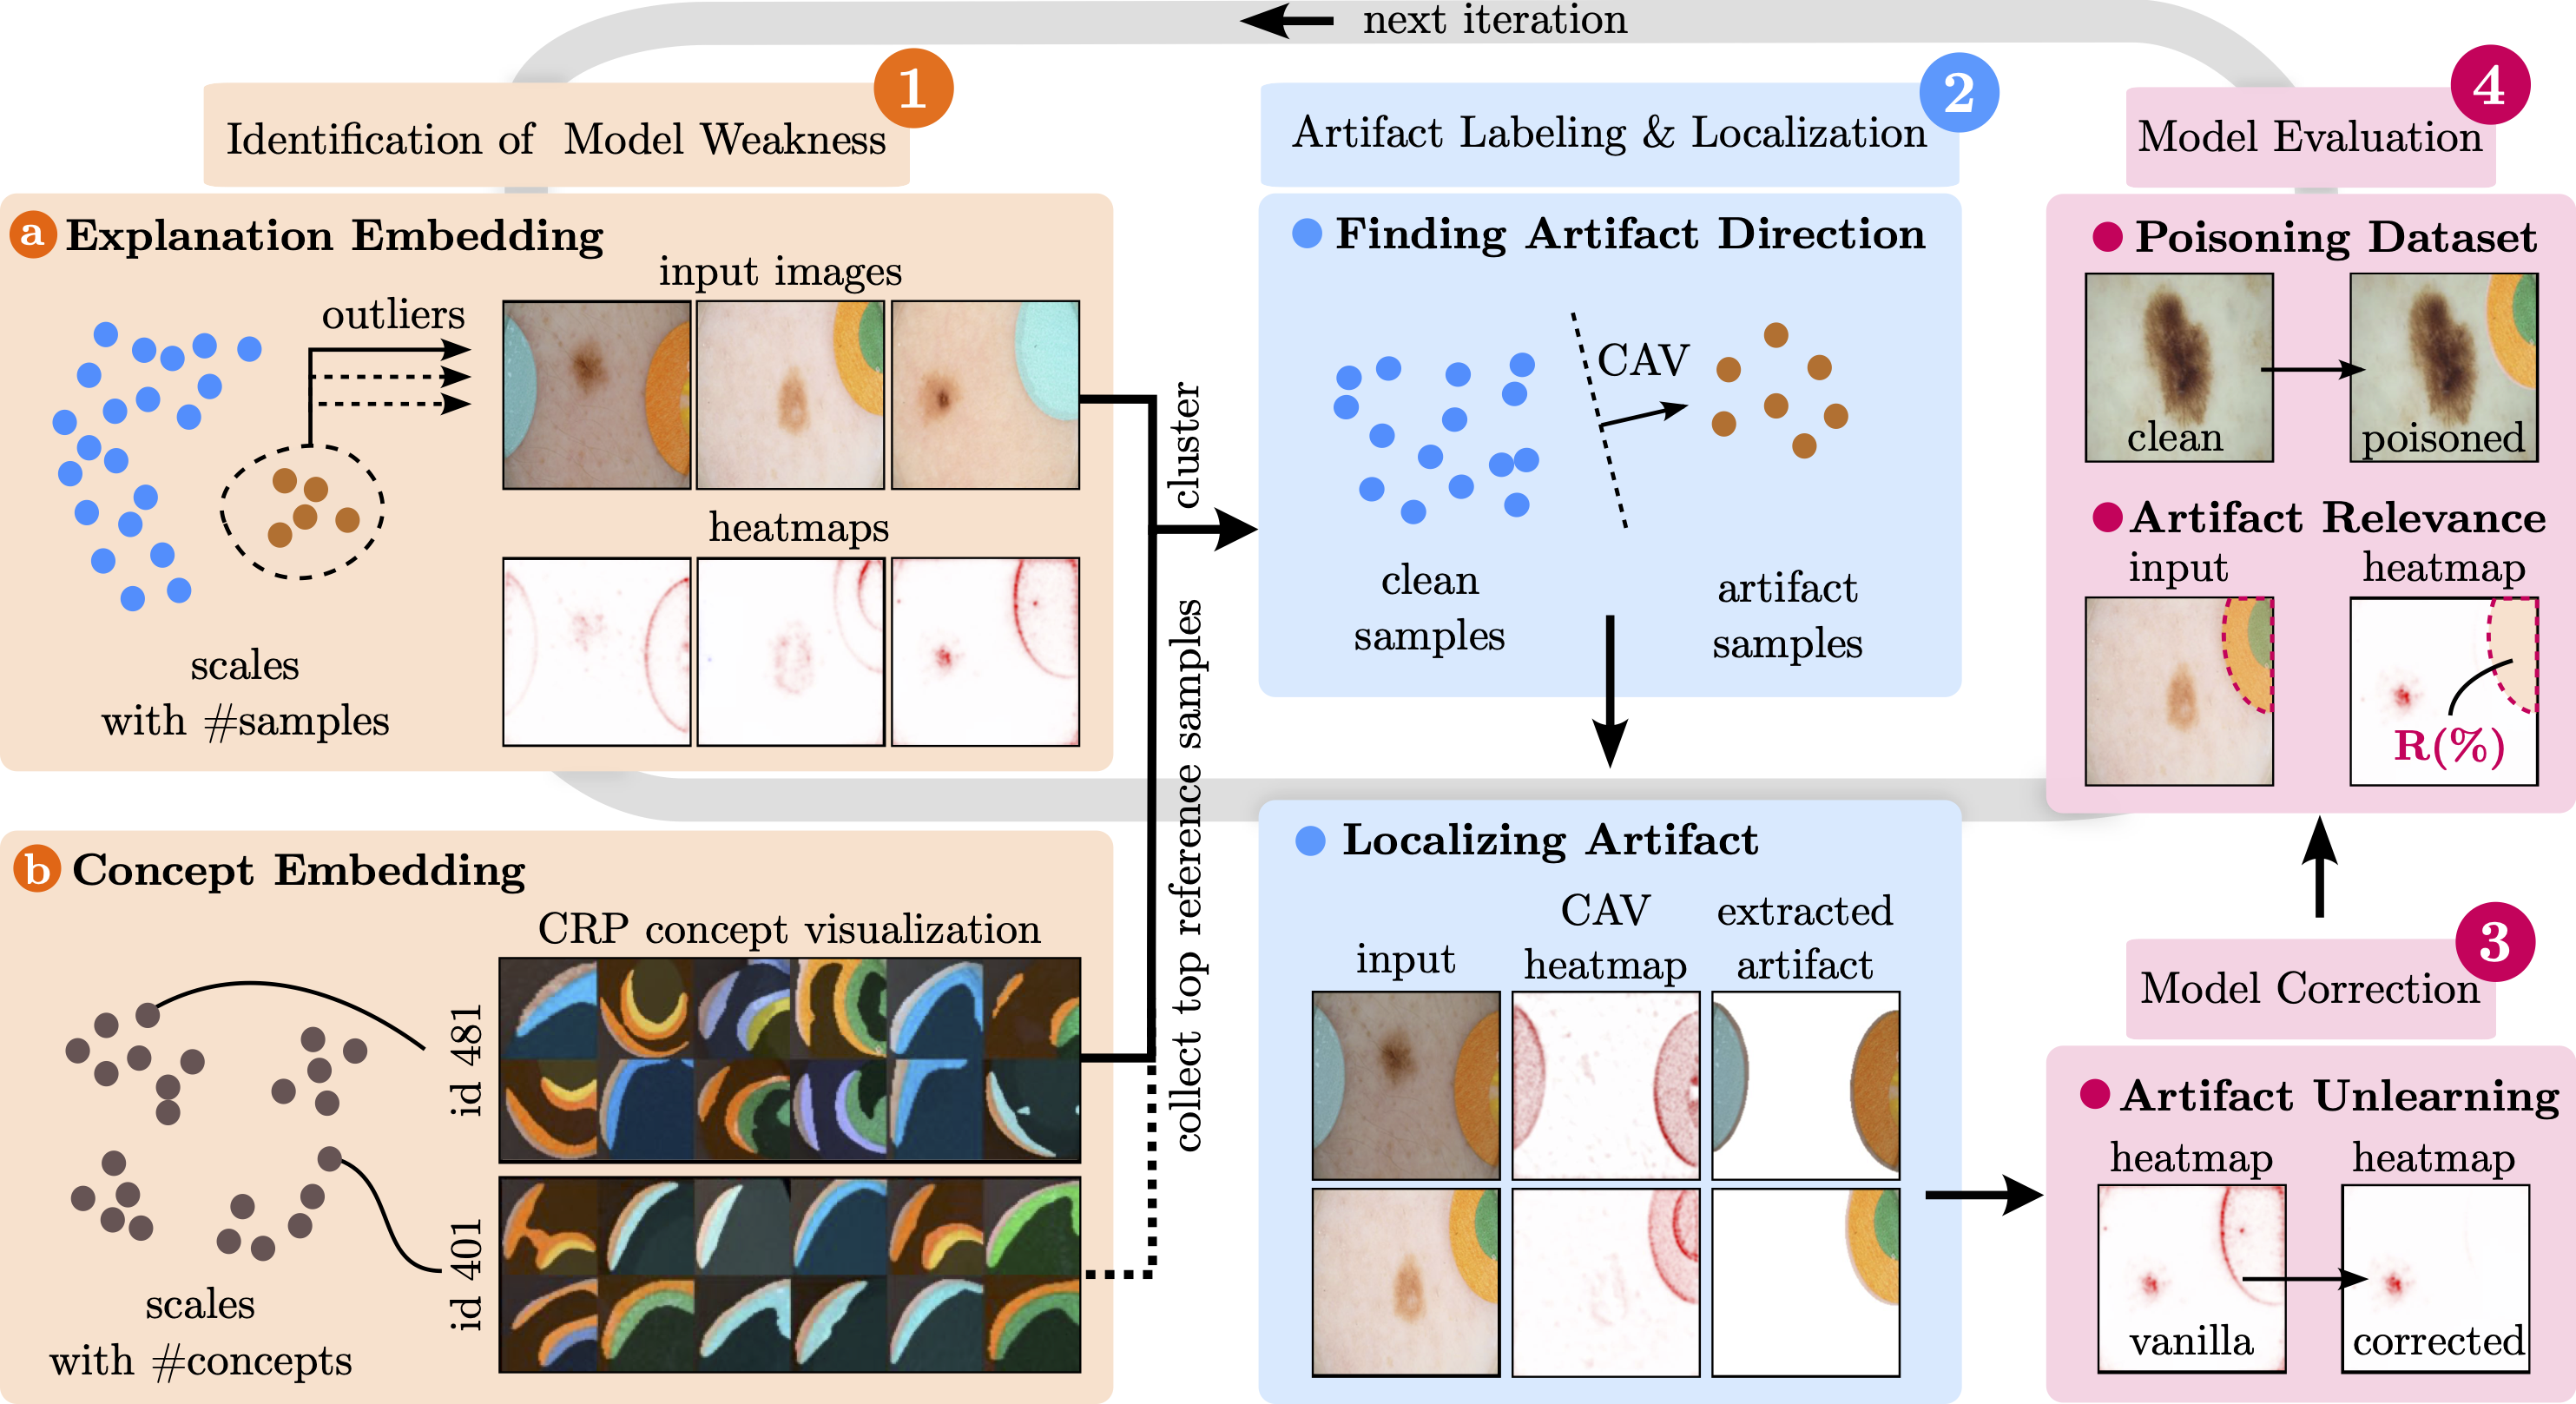 next iteration
1
Identification of Model Weakness
a Explanation Embedding
input images
outliers
heatmaps
scales
with #samples
b Concept Embedding
CRP concept visualization
id 481
id 401
scales
with #concepts
cluster
collect top reference samples
2
Artifact Labeling & Localization
Finding Artifact Direction
CAV
clean
samples
artifact
samples
Localizing Artifact
input
CAV
heatmap
extracted
artifact
3
Model Correction
Artifact Unlearning
heatmap
heatmap
vanilla
corrected
4
Model Evaluation
Poisoning Dataset
clean
poisoned
Artifact Relevance
input
heatmap
R(%)